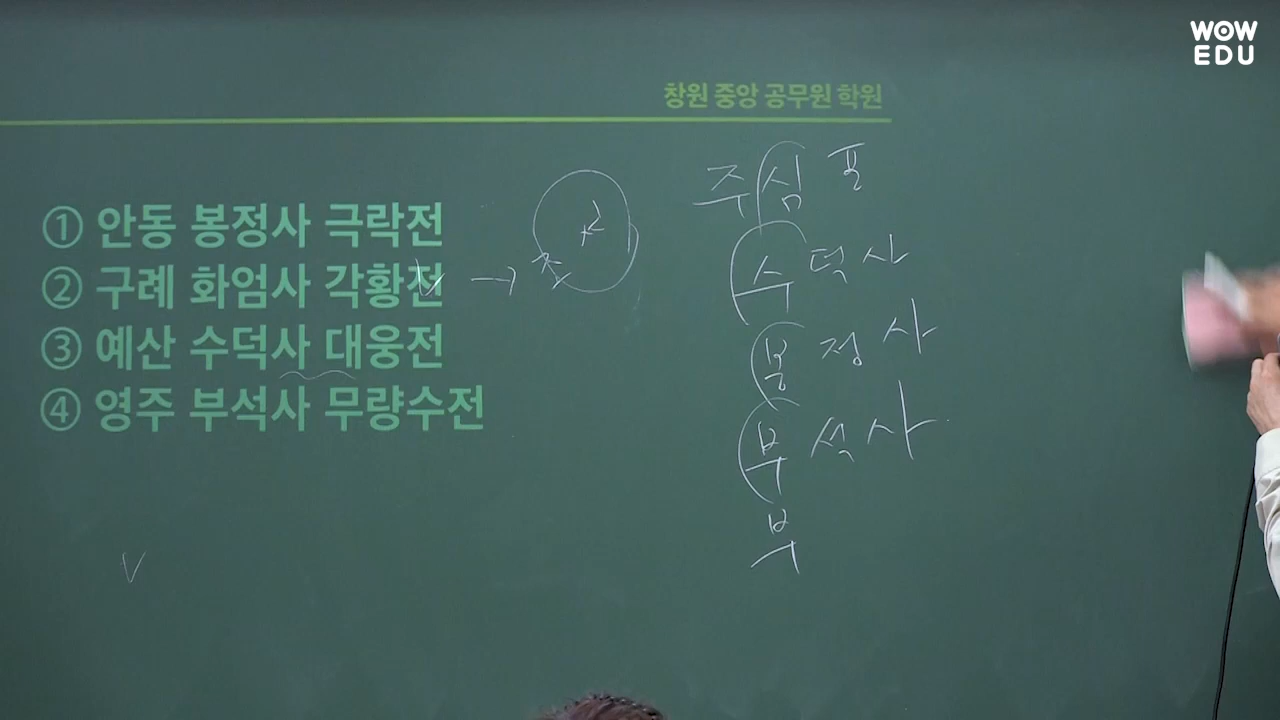 WOW
EDU
창원 중앙 공무원 학원
① 안동 봉정사 극락전
② 구례 화엄사 각황전
③ 예산 수덕사 대웅전
④ 영주 부석사 무량수전
주심포
수덕사
봉정사
부석사
부